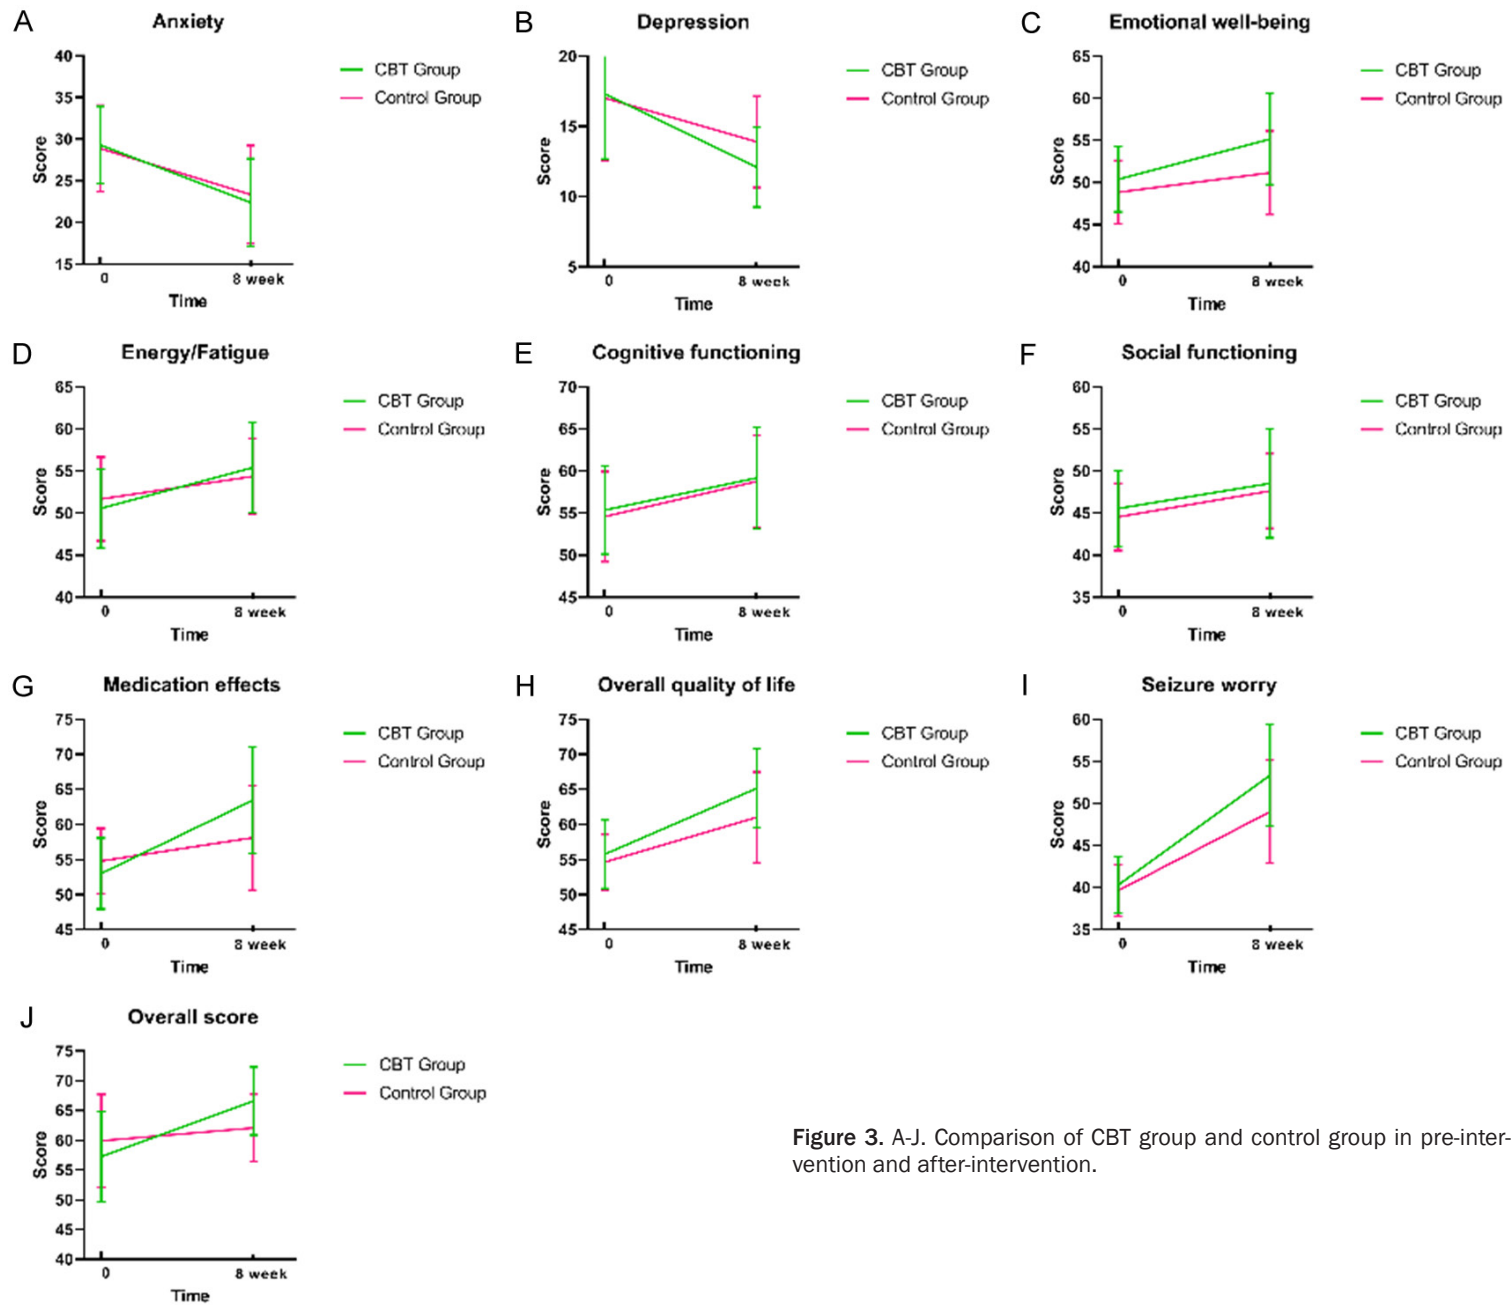 A Anxiety
40
35
30
25
20
15
Score
0 8 week
Time
CBT Group
Control Group
B Depression
20
15
10
5
Score
0 8 week
Time
CBT Group
Control Group
C Emotional well-being
65
60
55
50
45
40
Score
0 8 week
Time
CBT Group
Control Group
D Energy/Fatigue
65
60
55
50
45
40
Score
0 8 week
Time
CBT Group
Control Group
E Cognitive functioning
70
65
60
55
50
45
Score
0 8 week
Time
CBT Group
Control Group
F Social functioning
60
55
50
45
40
35
Score
0 8 week
Time
CBT Group
Control Group
G Medication effects
75
70
65
60
55
50
45
Score
0 8 week
Time
CBT Group
Control Group
H Overall quality of life
75
70
65
60
55
50
45
Score
0 8 week
Time
CBT Group
Control Group
I Seizure worry
60
55
50
45
40
35
Score
0 8 week
Time
CBT Group
Control Group
J Overall score
75
70
65
60
55
50
45
40
Score
0 8 week
Time
CBT Group
Control Group
Figure 3. A-J. Comparison of CBT group and control group in pre-inter-
vention and after-intervention.